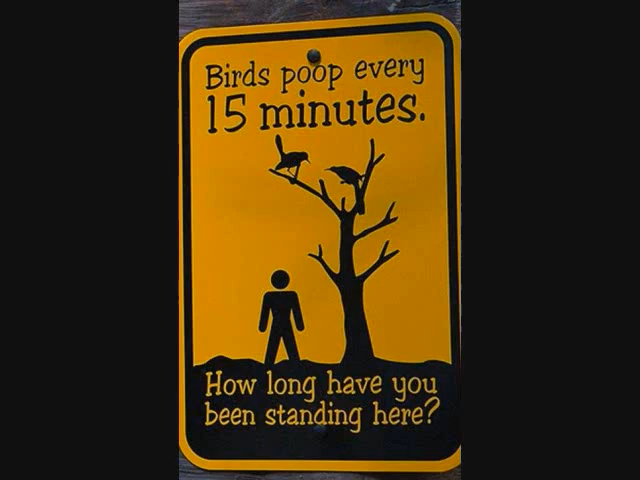 Birds poop every
15 minutes.
How long have you
been standing here?